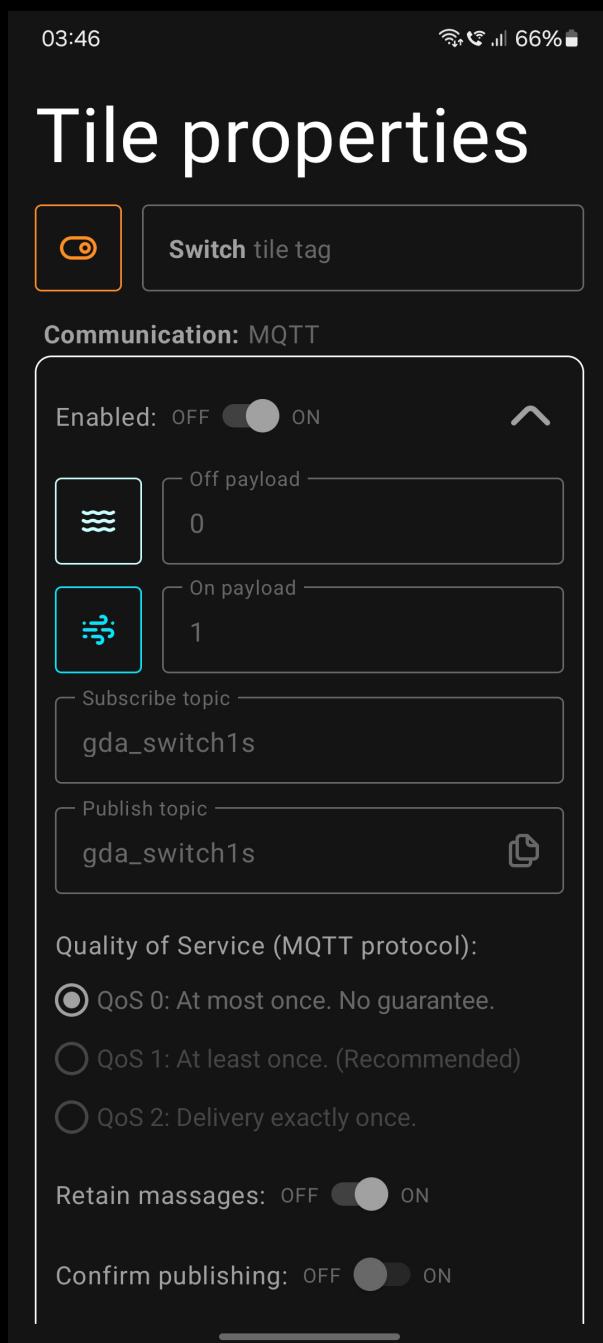 03:46 66%
Tile properties
Switch tile tag
Communication: MQTT
Enabled: OFF ON
Off payload
0
On payload
1
Subscribe topic
gda_switch1s
Publish topic
gda_switch1s
Quality of Service (MQTT protocol):
QoS 0: At most once. No guarantee.
QoS 1: At least once. (Recommended)
QoS 2: Delivery exactly once.
Retain massages: OFF ON
Confirm publishing: OFF ON